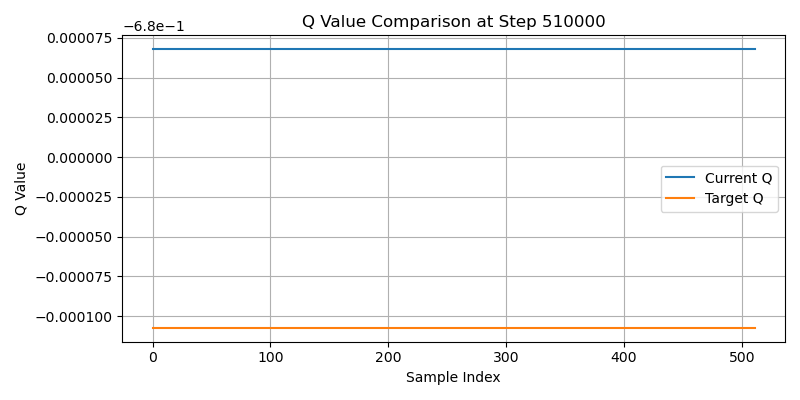 Q Value Comparison at Step 510000
−6.8e−1
0.000075
0.000050
0.000025
0.000000
−0.000025
−0.000050
−0.000075
−0.000100
Q Value
Current Q
Target Q
0 100 200 300 400 500
Sample Index